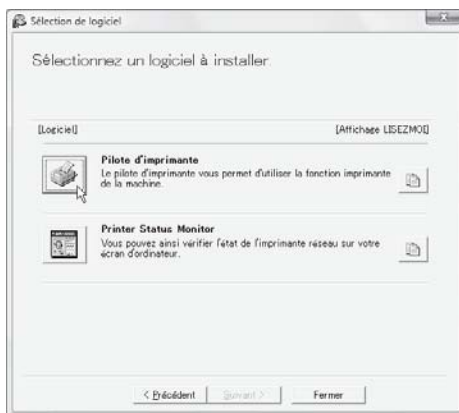 Sélection de logiciel
Sélectionnez un logiciel à installer
[Logiciel] [Affichage LISEZMOI]
Pilote d'imprimante
Le pilote d'imprimante vous permet d'utiliser la fonction imprimante
de la machine.
Printer Status Monitor
Vous pouvez ainsi vérifier l'état de l'imprimante réseau sur votre
écran d'ordinateur.
< Précédent Suivant > Fermer